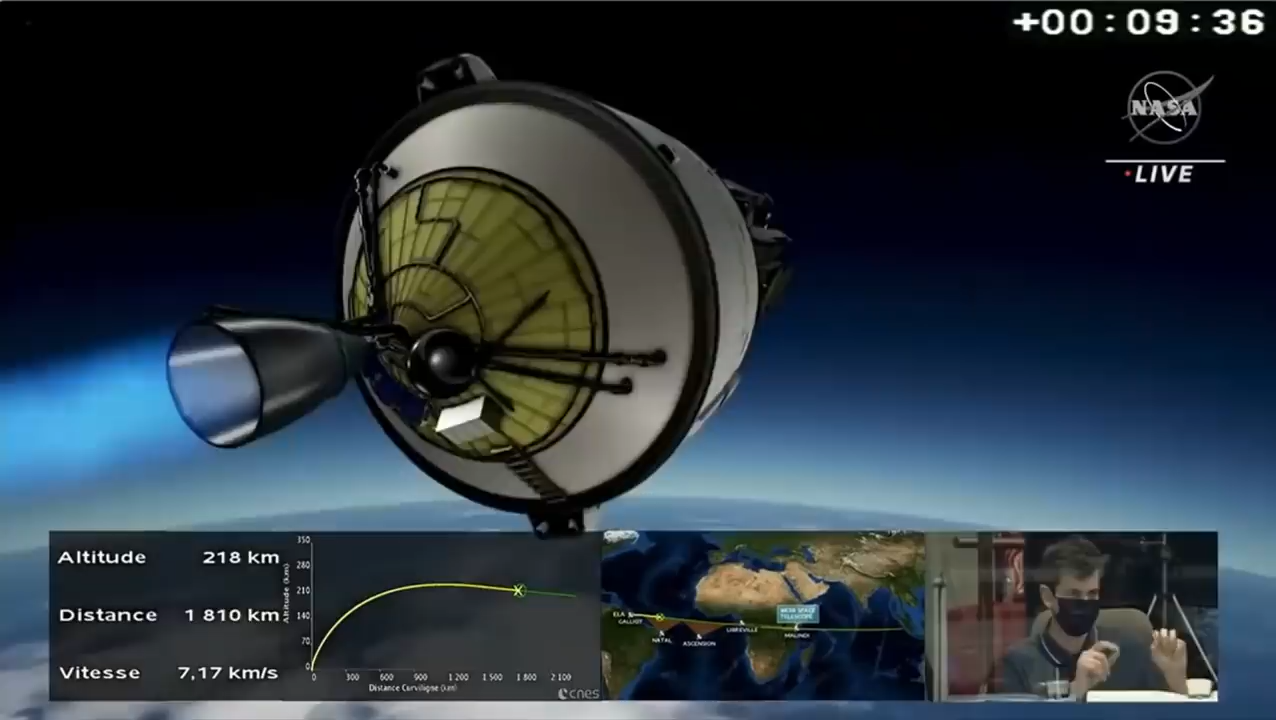 +00:09:36
NASA
LIVE
Altitude 218 km
Distance 1 810 km
Vitesse 7,17 km/s
Altitude (km)
350
280
210
140
70
0
0 300 600 900 1 200 1 500 1 800 2 100
Distance Curviligne (km)
cnes
ELA
GALLIOT
NATAL
ASCENSION
LIBREVILLE
MALINDI
TELESCOPE